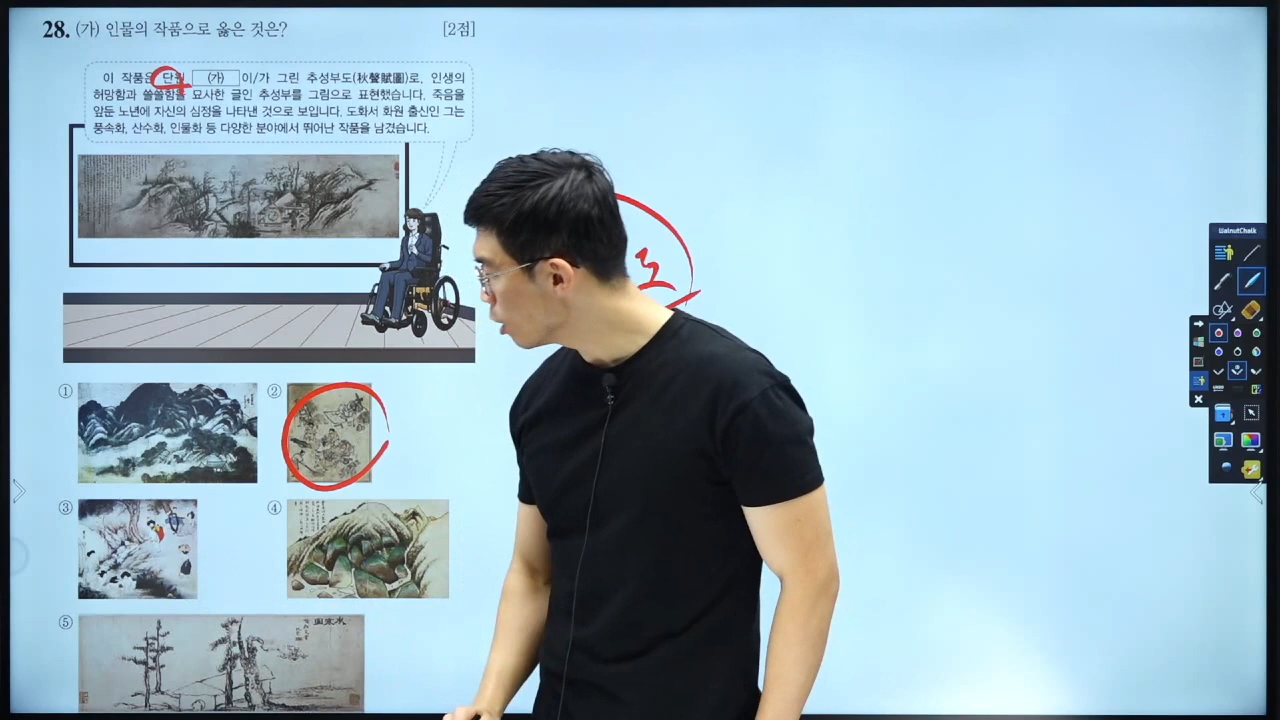 28. (가) 인물의 작품으로 옳은 것은? [2점]
이 작품은 단원 (가) 이/가 그린 추성부도(秋聲賦圖)로, 인생의
허망함과 쓸쓸함을 묘사한 글인 추성부를 그림으로 표현했습니다. 죽음을
앞둔 노년에 자신의 심정을 나타낸 것으로 보입니다. 도화서 화원 출신인 그는
풍속화, 산수화, 인물화 등 다양한 분야에서 뛰어난 작품을 남겼습니다.
도
①
②
③
④
⑤
WalnutChalk